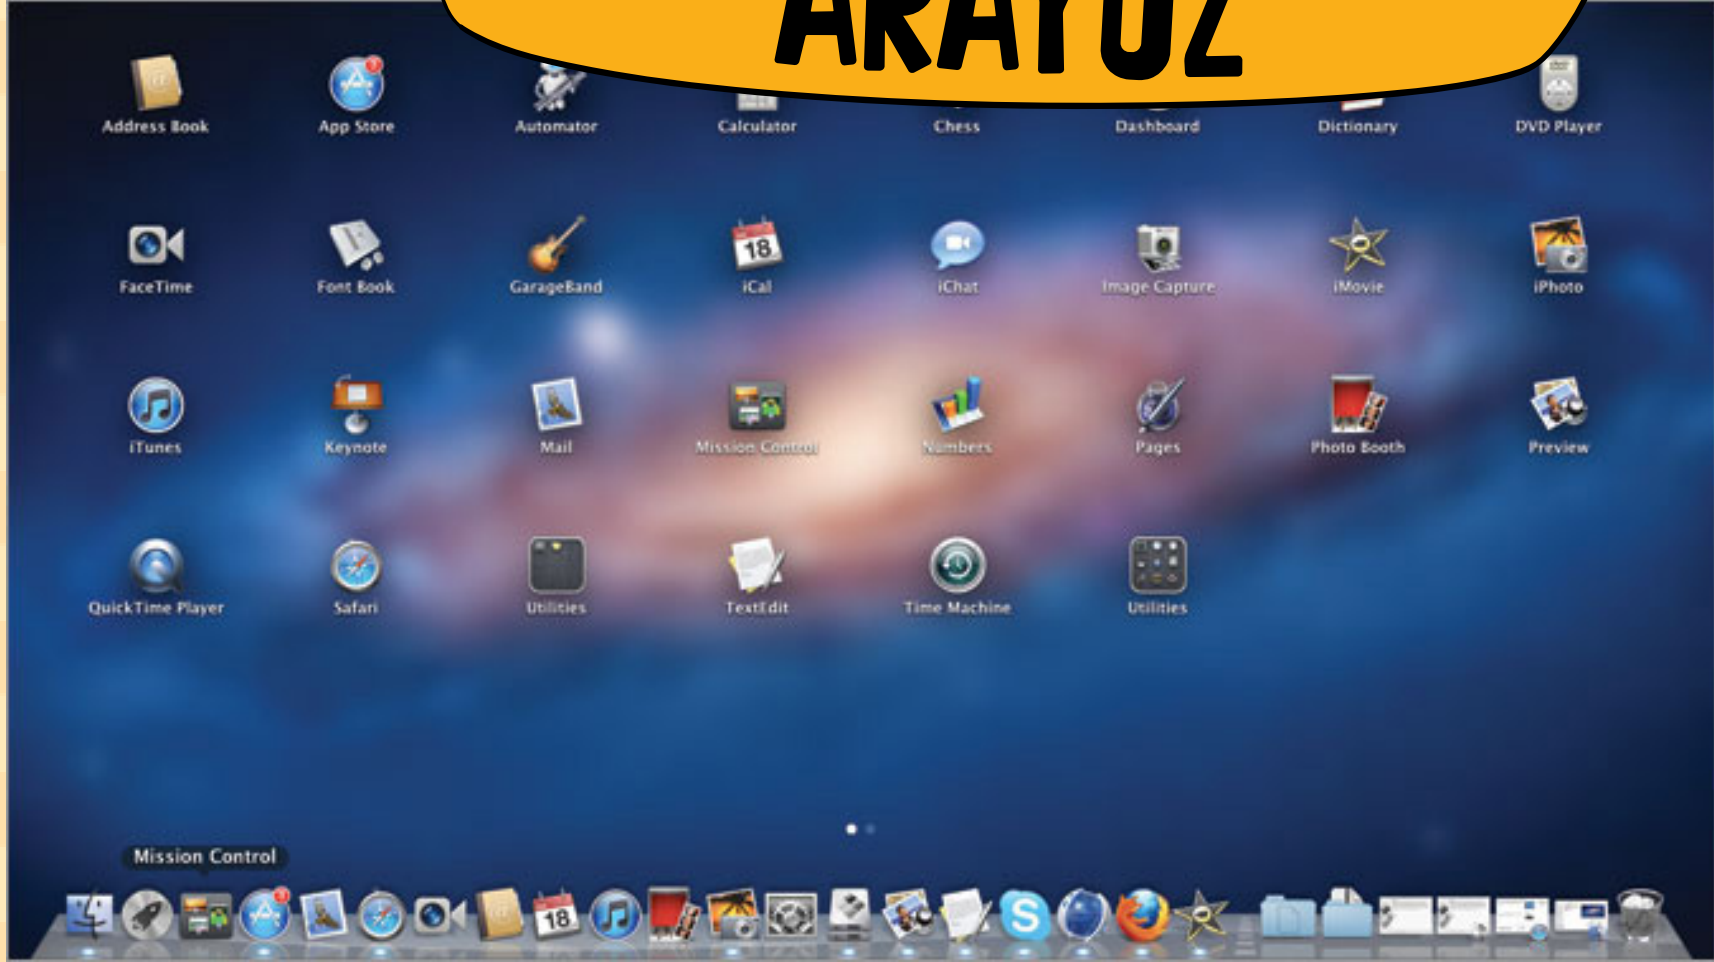 ARAYÜZ
Address Book App Store Automator Calculator Chess Dashboard Dictionary DVD Player
18
FaceTime Font Book GarageBand iCal iChat Image Capture iMovie iPhoto
iTunes Keynote Mail Mission Control Numbers Pages Photo Booth Preview
QuickTime Player Safari Utilities TextEdit Time Machine Utilities
Mission Control
18 S